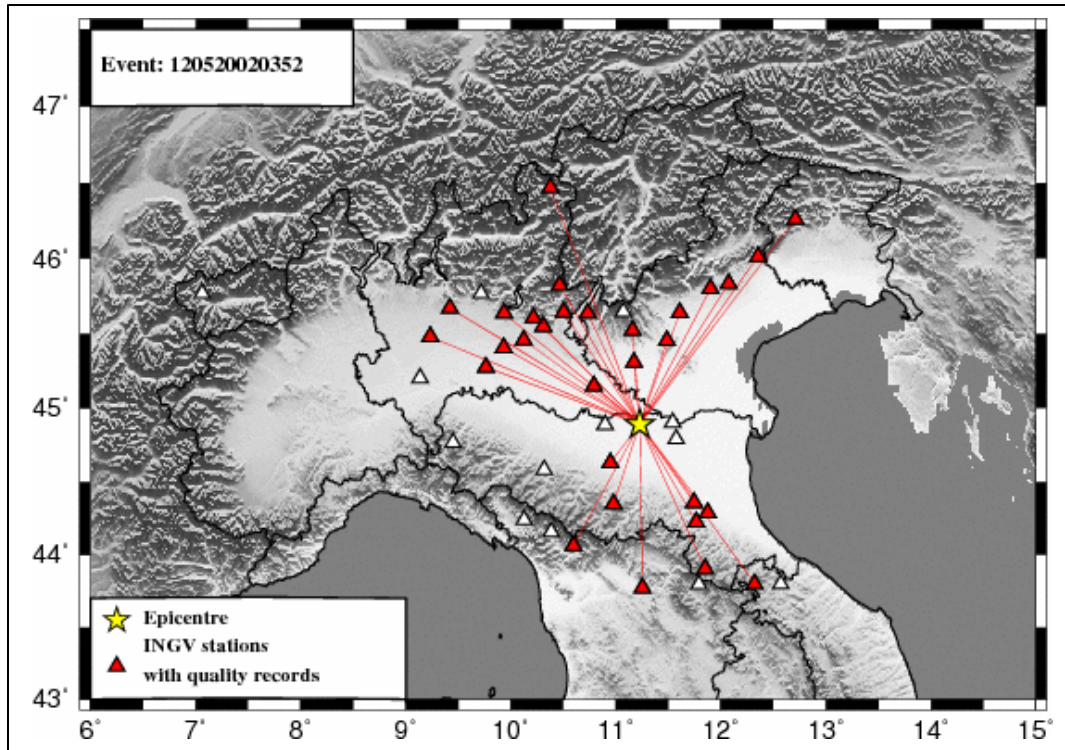 Event: 120520020352
47°
46°
45°
44°
43°
Epicentre
INGV stations
with quality records
6° 7° 8° 9° 10° 11° 12° 13° 14° 15°